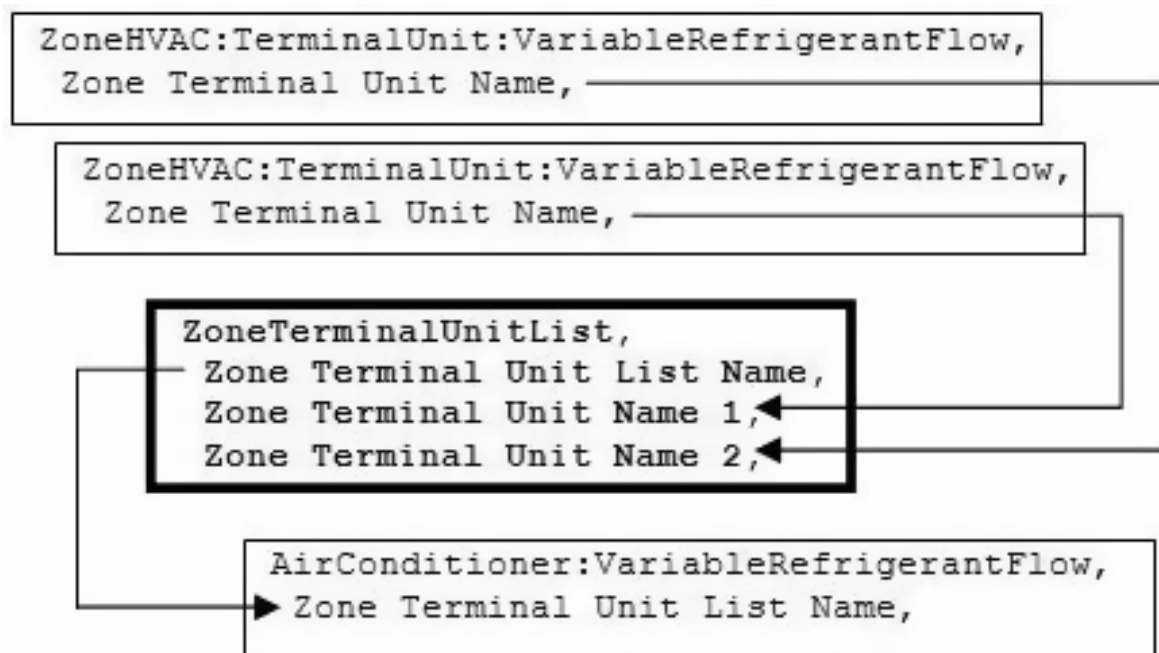 ZoneHVAC:TerminalUnit:VariableRefrigerantFlow,
Zone Terminal Unit Name,
ZoneHVAC:TerminalUnit:VariableRefrigerantFlow,
Zone Terminal Unit Name,
ZoneTerminalUnitList,
Zone Terminal Unit List Name,
Zone Terminal Unit Name 1,
Zone Terminal Unit Name 2,
AirConditioner:VariableRefrigerantFlow,
Zone Terminal Unit List Name,